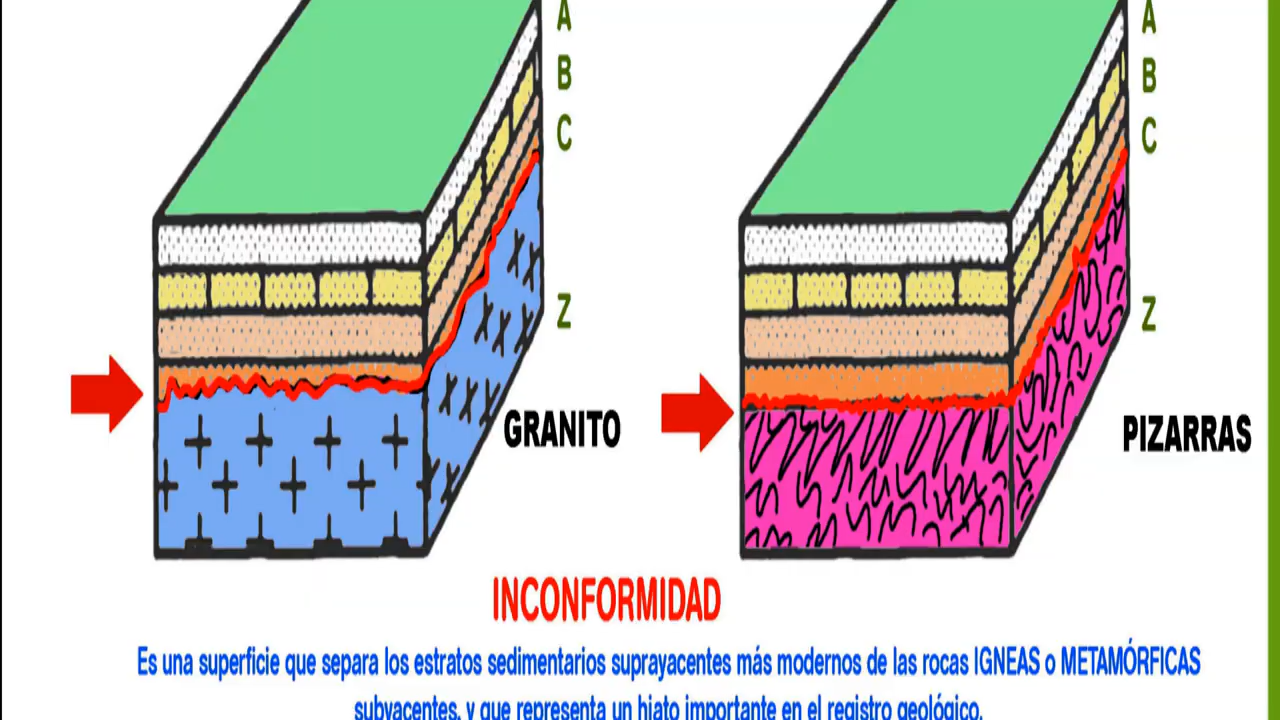 A A
B B
C C
Z Z
GRANITO PIZARRAS
INCONFORMIDAD
Es una superficie que separa los estratos sedimentarios suprayacentes más modernos de las rocas IGNEAS o METAMÓRFICAS
subyacentes, y que representa un hiato importante en el registro geológico.